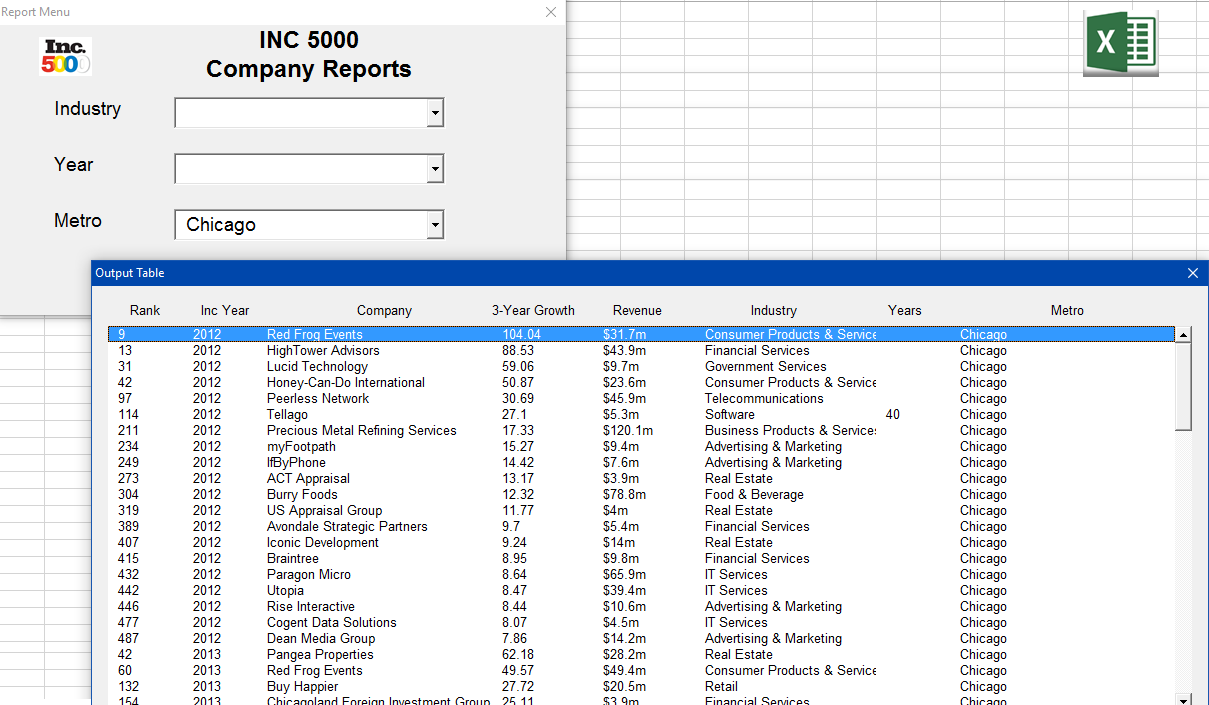 Report Menu
Inc.
5000
INC 5000
Company Reports
Industry
Year
Metro
Chicago
X
Output Table
Rank Inc Year Company 3-Year Growth Revenue Industry Years Metro
9 2012 Red Frog Events 104.04 $31.7m Consumer Products & Service Chicago
13 2012 HighTower Advisors 88.53 $43.9m Financial Services Chicago
31 2012 Lucid Technology 59.06 $9.7m Government Services Chicago
42 2012 Honey-Can-Do International 50.87 $23.6m Consumer Products & Service Chicago
97 2012 Peerless Network 30.69 $45.9m Telecommunications Chicago
114 2012 Tellago 27.1 $5.3m Software 40 Chicago
211 2012 Precious Metal Refining Services 17.33 $120.1m Business Products & Services Chicago
234 2012 myFootpath 15.27 $9.4m Advertising & Marketing Chicago
249 2012 IfByPhone 14.42 $7.6m Advertising & Marketing Chicago
273 2012 ACT Appraisal 13.17 $3.9m Real Estate Chicago
304 2012 Burry Foods 12.32 $78.8m Food & Beverage Chicago
319 2012 US Appraisal Group 11.77 $4m Real Estate Chicago
389 2012 Avondale Strategic Partners 9.7 $5.4m Financial Services Chicago
407 2012 Iconic Development 9.24 $14m Real Estate Chicago
415 2012 Braintree 8.95 $9.8m Financial Services Chicago
432 2012 Paragon Micro 8.64 $65.9m IT Services Chicago
442 2012 Utopia 8.47 $39.4m IT Services Chicago
446 2012 Rise Interactive 8.44 $10.6m Advertising & Marketing Chicago
477 2012 Cogent Data Solutions 8.07 $4.5m IT Services Chicago
487 2012 Dean Media Group 7.86 $14.2m Advertising & Marketing Chicago
42 2013 Pangea Properties 62.18 $28.2m Real Estate Chicago
60 2013 Red Frog Events 49.57 $49.4m Consumer Products & Service Chicago
132 2013 Buy Happier 27.72 $20.5m Retail Chicago
154 2013 Chicagoland Foreign Investment Group 25.11 $3.9m Financial Services Chicago